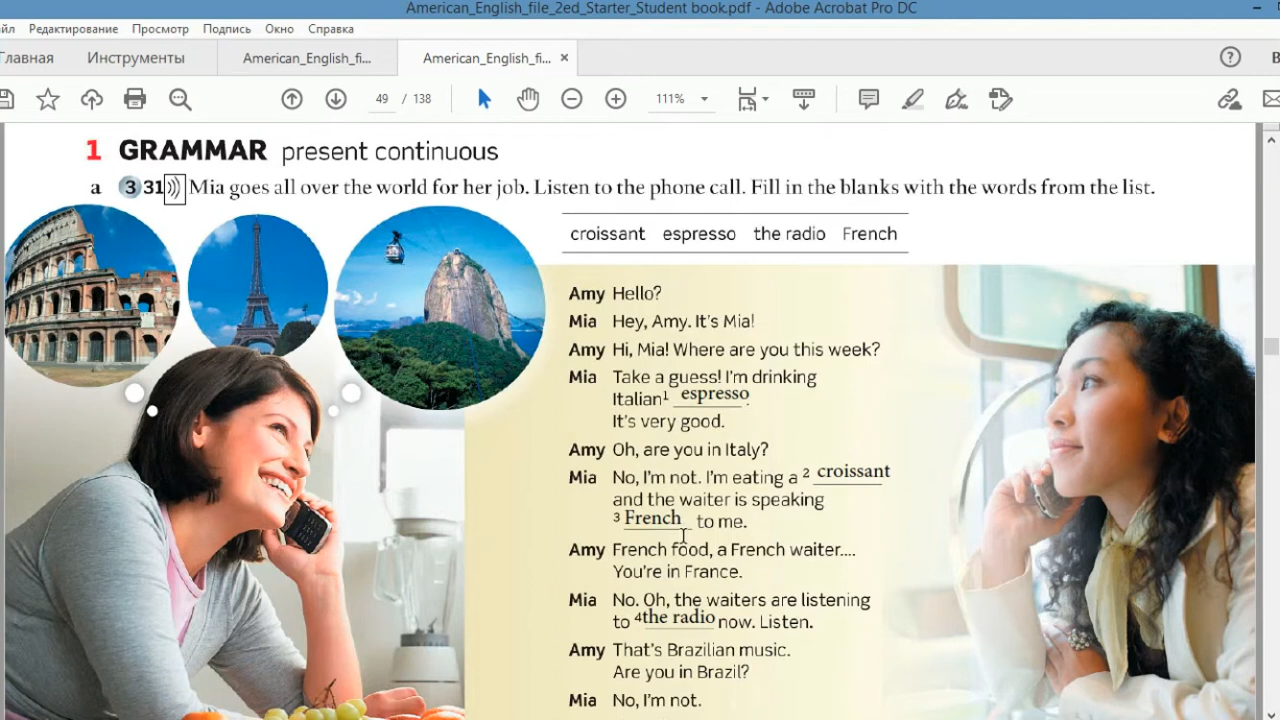 American_English_file_2ed_Starter_Student book.pdf - Adobe Acrobat Pro DC
Редактирование Просмотр Подпись Окно Справка
Инструменты American_English_fi... American_English_fi... ×
49 / 138 111%
1 GRAMMAR present continuous
a 3 31 Mia goes all over the world for her job. Listen to the phone call. Fill in the blanks with the words from the list.
croissant espresso the radio French
Amy Hello?
Mia Hey, Amy. It's Mia!
Amy Hi, Mia! Where are you this week?
Mia Take a guess! I'm drinking
Italian¹ espresso.
It's very good.
Amy Oh, are you in Italy?
Mia No, I'm not. I'm eating a ² croissant
and the waiter is speaking
³ French to me.
Amy French food, a French waiter....
You're in France.
Mia No. Oh, the waiters are listening
to ⁴the radio now. Listen.
Amy That's Brazilian music.
Are you in Brazil?
Mia No, I'm not.